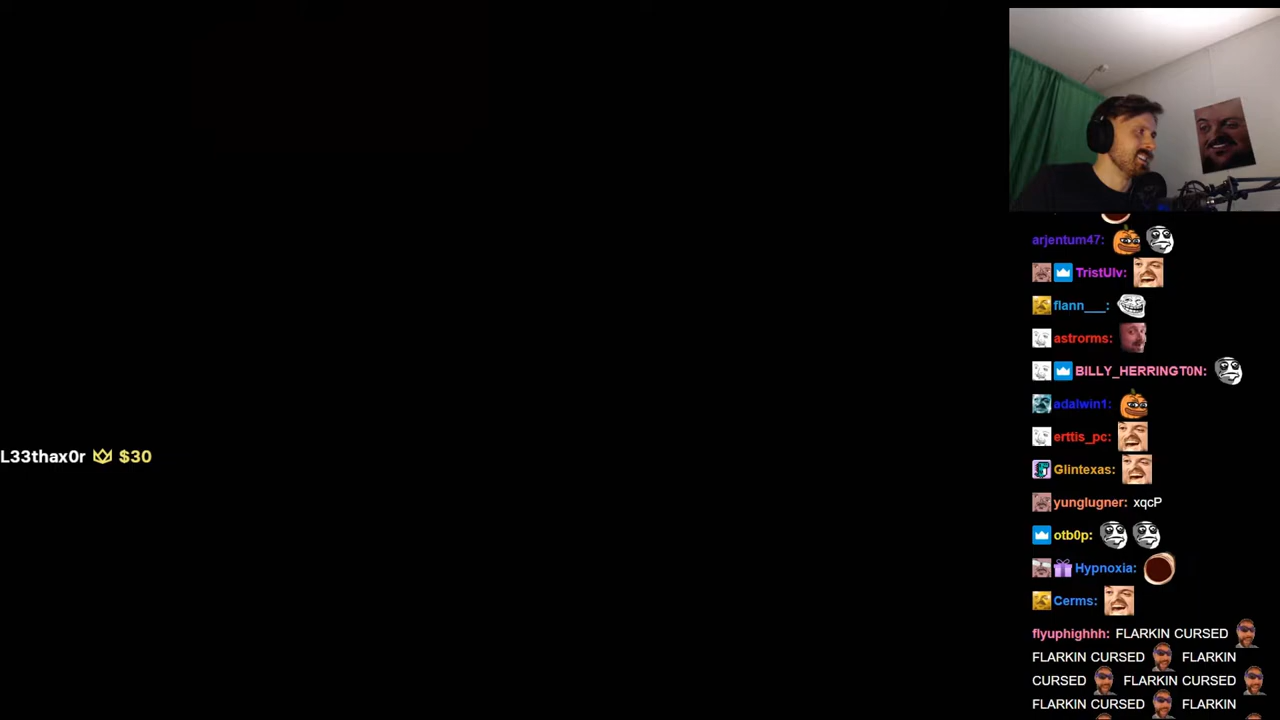 arjentum47:
TristUlv:
flann___:
astrorms:
BILLY_HERRINGT0N:
adalwin1:
L33thax0r $30
erttis_pc:
Glintexas:
yunglugner: xqcP
otb0p:
Hypnoxia:
Cerms:
flyuphighhh: FLARKIN CURSED
FLARKIN CURSED FLARKIN
CURSED FLARKIN CURSED
FLARKIN CURSED FLARKIN